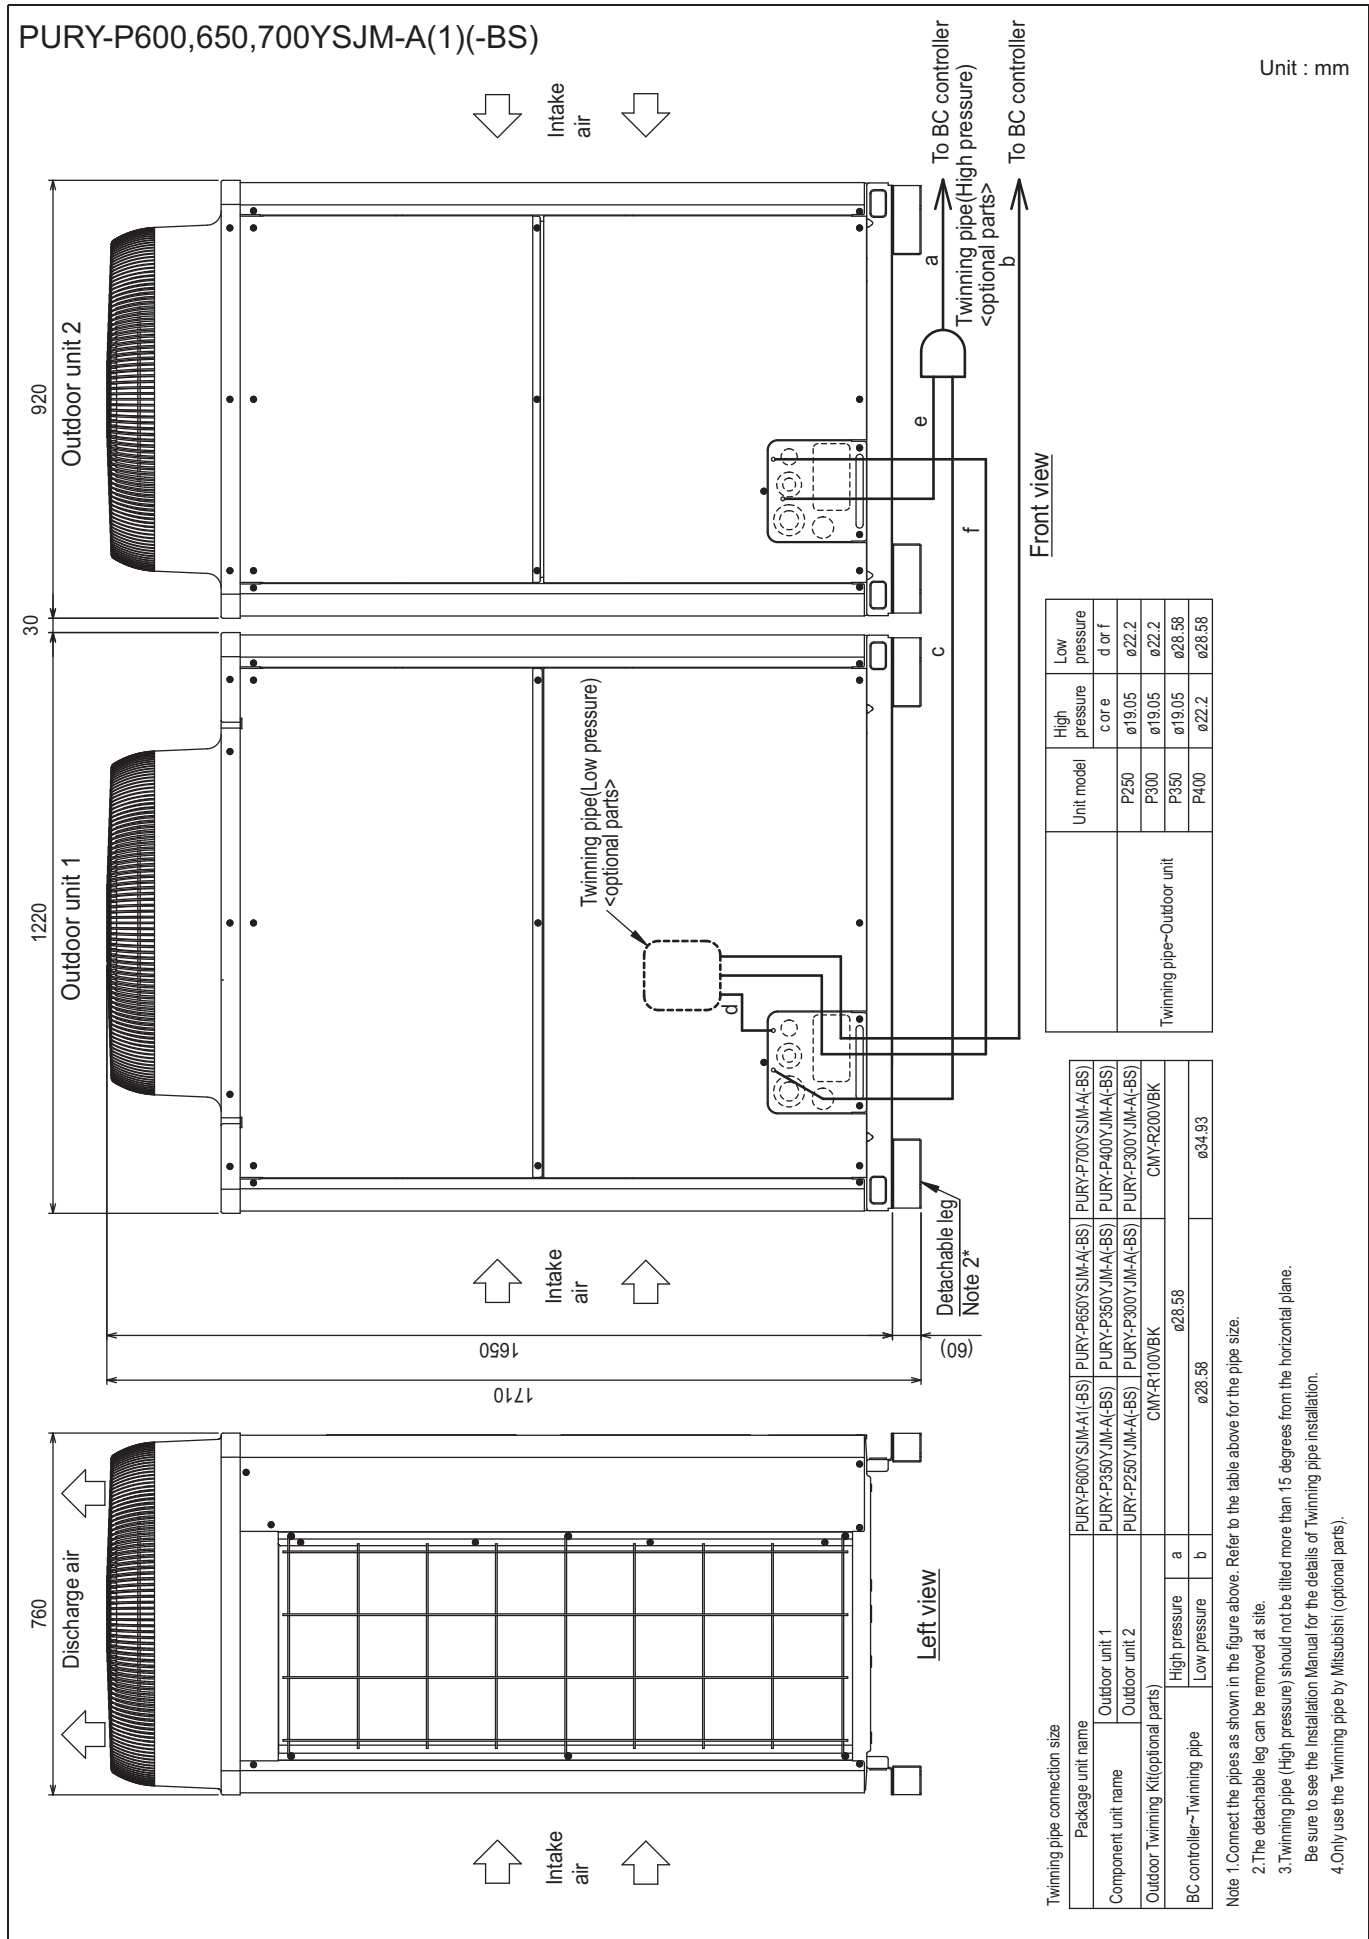 PURY-P600,650,700YSJM-A(1)(-BS)
Unit : mm
760
Discharge air
Intake
air
Left view
1710
1650
(60)
Intake
air
Detachable leg
Note 2*
1220
30
920
Outdoor unit 1
Outdoor unit 2
Twinning pipe(Low pressure)
<optional parts>
d
c
e
f
a
b
To BC controller
Twinning pipe(High pressure)
<optional parts>
To BC controller
Intake
air
Front view
Twinning pipe connection size
Package unit name PURY-P600YSJM-A1(-BS) PURY-P650YSJM-A(-BS) PURY-P700YSJM-A(-BS)
Component unit name Outdoor unit 1 PURY-P350YJM-A(-BS) PURY-P350YJM-A(-BS) PURY-P400YJM-A(-BS)
Outdoor unit 2 PURY-P250YJM-A(-BS) PURY-P300YJM-A(-BS) PURY-P300YJM-A(-BS)
Outdoor Twinning Kit(optional parts) CMY-R100VBK CMY-R200VBK
BC controller~Twinning pipe High pressure a ø28.58
Low pressure b ø28.58 ø34.93
Unit model High pressure Low pressure
c or e d or f
Twinning pipe~Outdoor unit P250 ø19.05 ø22.2
P300 ø19.05 ø22.2
P350 ø19.05 ø28.58
P400 ø22.2 ø28.58
Note 1.Connect the pipes as shown in the figure above. Refer to the table above for the pipe size.
2.The detachable leg can be removed at site.
3.Twinning pipe (High pressure) should not be tilted more than 15 degrees from the horizontal plane.
Be sure to see the Installation Manual for the details of Twinning pipe installation.
4.Only use the Twinning pipe by Mitsubishi (optional parts).